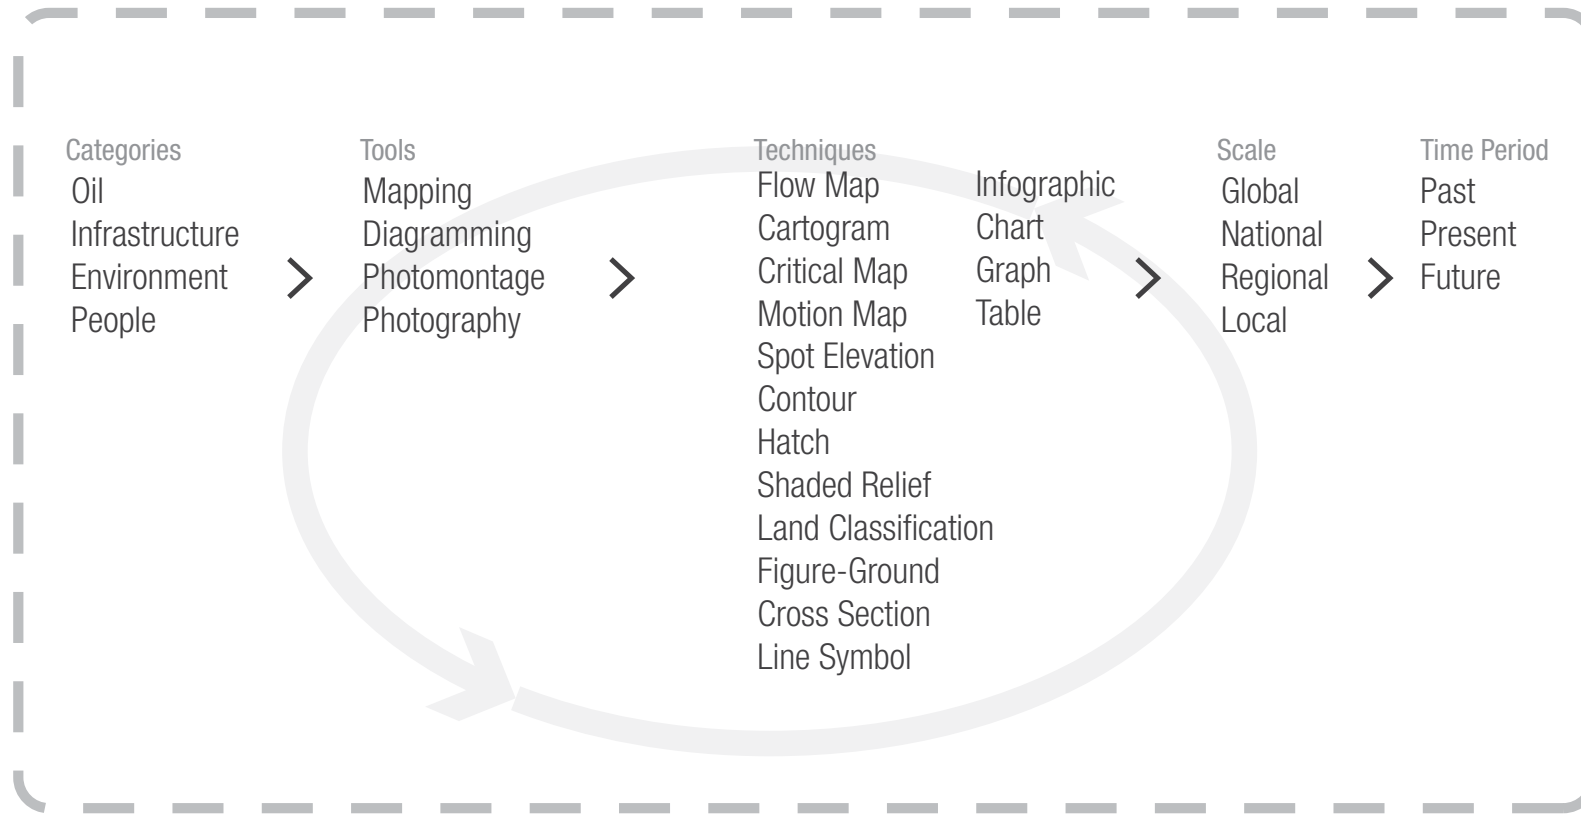 Categories
Oil
Infrastructure
Environment
People
Tools
Mapping
Diagramming
Photomontage
Photography
Techniques
Flow Map
Cartogram
Critical Map
Motion Map
Spot Elevation
Contour
Hatch
Shaded Relief
Land Classification
Figure-Ground
Cross Section
Line Symbol
Infographic
Chart
Graph
Table
Scale
Global
National
Regional
Local
Time Period
Past
Present
Future